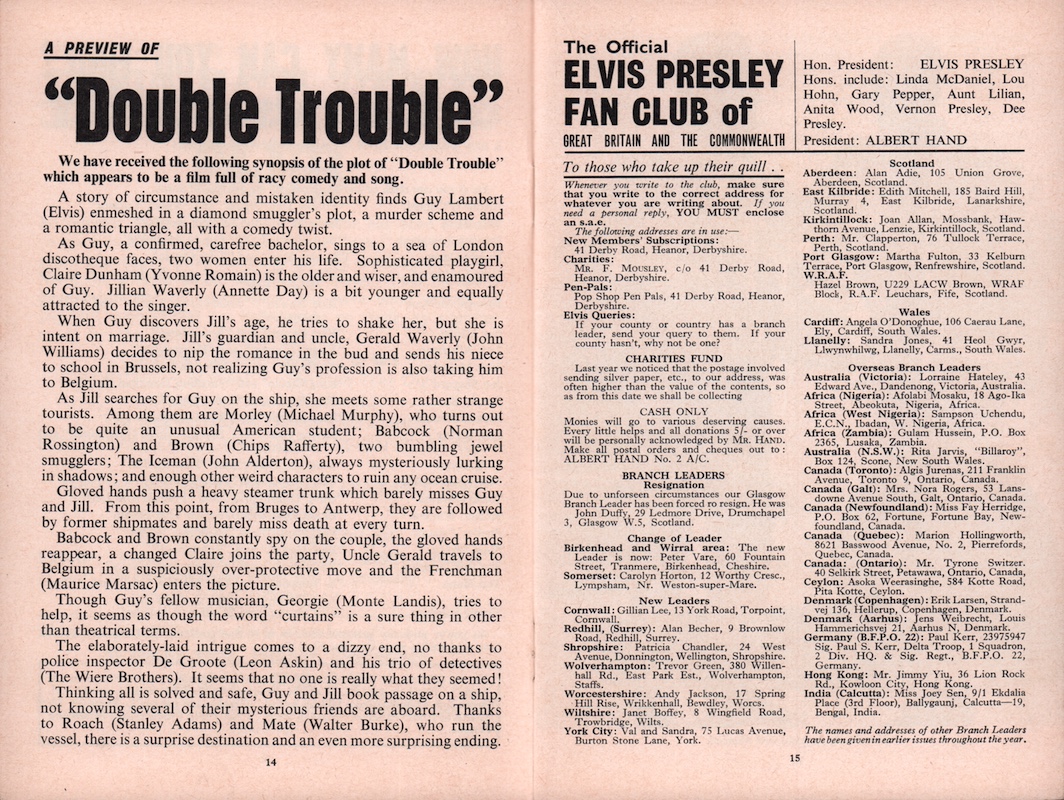 A PREVIEW OF
“Double Trouble”
We have received the following synopsis of the plot of “Double Trouble”
which appears to be a film full of racy comedy and song.
A story of circumstance and mistaken identity finds Guy Lambert
(Elvis) enmeshed in a diamond smuggler’s plot, a murder scheme and
a romantic triangle, all with a comedy twist.
As Guy, a confirmed, carefree bachelor, sings to a sea of London
discotheque faces, two women enter his life. Sophisticated playgirl,
Claire Dunham (Yvonne Romain) is the older and wiser, and enamoured
of Guy. Jillian Waverly (Annette Day) is a bit younger and equally
attracted to the singer.
When Guy discovers Jill’s age, he tries to shake her, but she is
intent on marriage. Jill’s guardian and uncle, Gerald Waverly (John
Williams) decides to nip the romance in the bud and sends his niece
to school in Brussels, not realizing Guy’s profession is also taking him
to Belgium.
As Jill searches for Guy on the ship, she meets some rather strange
tourists. Among them are Morley (Michael Murphy), who turns out
to be quite an unusual American student; Babcock (Norman
Rossington) and Brown (Chips Rafferty), two bumbling jewel
smugglers; The Iceman (John Alderton), always mysteriously lurking
in shadows; and enough other weird characters to ruin any ocean cruise.
Gloved hands push a heavy steamer trunk which barely misses Guy
and Jill. From this point, from Bruges to Antwerp, they are followed
by former shipmates and barely miss death at every turn.
Babcock and Brown constantly spy on the couple, the gloved hands
reappear, a changed Claire joins the party, Uncle Gerald travels to
Belgium in a suspiciously over-protective move and the Frenchman
(Maurice Marsac) enters the picture.
Though Guy’s fellow musician, Georgie (Monte Landis), tries to
help, it seems as though the word “curtains” is a sure thing in other
than theatrical terms.
The elaborately-laid intrigue comes to a dizzy end, no thanks to
police inspector De Groote (Leon Askin) and his trio of detectives
(The Wiere Brothers). It seems that no one is really what they seemed!
Thinking all is solved and safe, Guy and Jill book passage on a ship,
not knowing several of their mysterious friends are aboard. Thanks
to Roach (Stanley Adams) and Mate (Walter Burke), who run the
vessel, there is a surprise destination and an even more surprising ending.
14
The Official
ELVIS PRESLEY
FAN CLUB of
GREAT BRITAIN AND THE COMMONWEALTH
Hon. President: ELVIS PRESLEY
Hons. include: Linda McDaniel, Lou
Hohn, Gary Pepper, Aunt Lilian,
Anita Wood, Vernon Presley, Dee
Presley.
President: ALBERT HAND
To those who take up their quill . .
Whenever you write to the club, make sure
that you write to the correct address for
whatever you are writing about. If you
need a personal reply, YOU MUST enclose
an s.a.e.
The following addresses are in use:—
New Members’ Subscriptions:
41 Derby Road, Heanor, Derbyshire.
Charities:
MR. F. MOUSLEY, c/o 41 Derby Road,
Heanor, Derbyshire.
Pen-Pals:
Pop Shop Pen Pals, 41 Derby Road, Heanor,
Derbyshire.
Elvis Queries:
If your county or country has a branch
leader, send your query to them. If your
county hasn’t, why not be one?
CHARITIES FUND
Last year we noticed that the postage involved
sending silver paper, etc., to our address, was
often higher than the value of the contents, so
as from this date we shall be collecting
CASH ONLY
Monies will go to various deserving causes.
Every little helps and all donations 5/- or over
will be personally acknowledged by MR. HAND.
Make all postal orders and cheques out to:
ALBERT HAND No. 2 A/C.
BRANCH LEADERS
Resignation
Due to unforseen circumstances our Glasgow
Branch Leader has been forced ro resign. He was
John Duffy, 29 Ledmore Drive, Drumchapel
3, Glasgow W.5, Scotland.
Change of Leader
Birkenhead and Wirral area: The new
Leader is now: Peter Vare, 60 Fountain
Street, Tranmere, Birkenhead, Cheshire.
Somerset: Carolyn Horton, 12 Worthy Cresc.,
Lympsham, Nr. Weston-super-Mare.
New Leaders
Cornwall: Gillian Lee, 13 York Road, Torpoint,
Cornwall.
Redhill, (Surrey): Alan Becher, 9 Brownlow
Road, Redhill, Surrey.
Shropshire: Patricia Chandler, 24 West
Avenue, Donnington, Wellington, Shropshire.
Wolverhampton: Trevor Green, 380 Willen-
hall Rd., East Park Est., Wolverhampton,
Staffs.
Worcestershire: Andy Jackson, 17 Spring
Hill Rise, Wrikkenhall, Bewdley, Worcs.
Wiltshire: Janet Boffey, 8 Wingfield Road,
Trowbridge, Wilts.
York City: Val and Sandra, 75 Lucas Avenue,
Burton Stone Lane, York.
Scotland
Aberdeen: Alan Adie, 105 Union Grove,
Aberdeen, Scotland.
East Kilbride: Edith Mitchell, 185 Baird Hill,
Murray 4, East Kilbride, Lanarkshire,
Scotland.
Kirkintilloch: Joan Allan, Mossbank, Haw-
thorn Avenue, Lenzie, Kirkintilloch, Scotland.
Perth: Mr. Clapperton, 76 Tullock Terrace,
Perth, Scotland.
Port Glasgow: Martha Fulton, 33 Kelburn
Terrace, Port Glasgow, Renfrewshire, Scotland.
W.R.A.F.
Hazel Brown, U229 LACW Brown, WRAF
Block, R.A.F. Leuchars, Fife, Scotland.
Wales
Cardiff: Angela O’Donoghue, 106 Caerau Lane,
Ely, Cardiff, South Wales.
Llanelly: Sandra Jones, 41 Heol Gwyr,
Llwynwhilwg, Llanelly, Carms., South Wales.
Overseas Branch Leaders
Australia (Victoria): Lorraine Hateley, 43
Edward Ave., Dandenong, Victoria, Australia.
Africa (Nigeria): Afolabi Mosaku, 18 Ago-Ika
Street, Abeokuta, Nigeria, Africa.
Africa (West Nigeria): Sampson Uchendu,
E.C.N., Ibadan, W. Nigeria, Africa.
Africa (Zambia): Gulam Hussein, P.O. Box
2365, Lusaka, Zambia.
Australia (N.S.W.): Rita Jarvis, “Billaroy”,
Box 124, Scone, New South Wales.
Canada (Toronto): Algis Jurenas, 211 Franklin
Avenue, Toronto 9, Ontario, Canada.
Canada (Galt): Mrs. Nora Rogers, 53 Lans-
downe Avenue South, Galt, Ontario, Canada.
Canada (Newfoundland): Miss Fay Herridge,
P.O. Box 62, Fortune, Fortune Bay, New-
foundland, Canada.
Canada (Quebec): Marion Hollingworth,
8621 Basswood Avenue, No. 2, Pierrefords,
Quebec, Canada.
Canada: (Ontario): Mr. Tyrone Switzer.
40 Selkirk Street, Petawawa, Ontario, Canada,
Ceylon: Asoka Weerasinghe, 584 Kotte Road,
Pita Kotte, Ceylon.
Denmark (Copenhagen): Erik Larsen, Strand-
vej 136, Hellerup, Copenhagen, Denmark.
Denmark (Aarhus): Jens Weibrecht, Louis
Hammerichsvej 21, Aarhus N, Denmark.
Germany (B.F.P.O. 22): Paul Kerr, 23975947
Sig. Paul S. Kerr, Delta Troop, 1 Squadron,
2 Div. HQ. & Sig. Regt., B.F.P.O. 22,
Germany.
Hong Kong: Mr. Jimmy Yiu, 36 Lion Rock
Rd., Kowloon City, Hong Kong.
India (Calcutta): Miss Joey Sen, 9/1 Ekdalia
Place (3rd Floor), Ballygaunj, Calcutta—19,
Bengal, India.
The names and addresses of other Branch Leaders
have been given in earlier issues throughout the year.
15